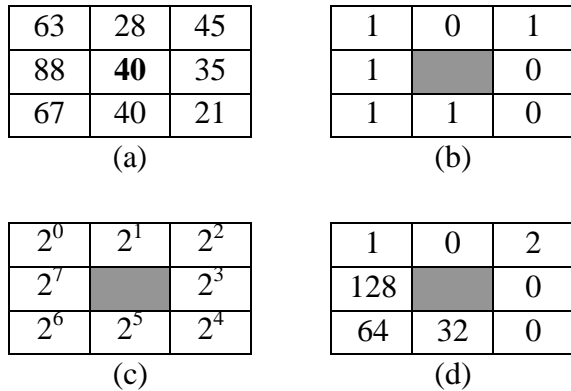 63 28 45 1 0 1
88 40 35 1 0
67 40 21 1 1 0
(a) (b)
2^0 2^1 2^2 1 0 2
2^7 2^3 128 0
2^6 2^5 2^4 64 32 0
(c) (d)